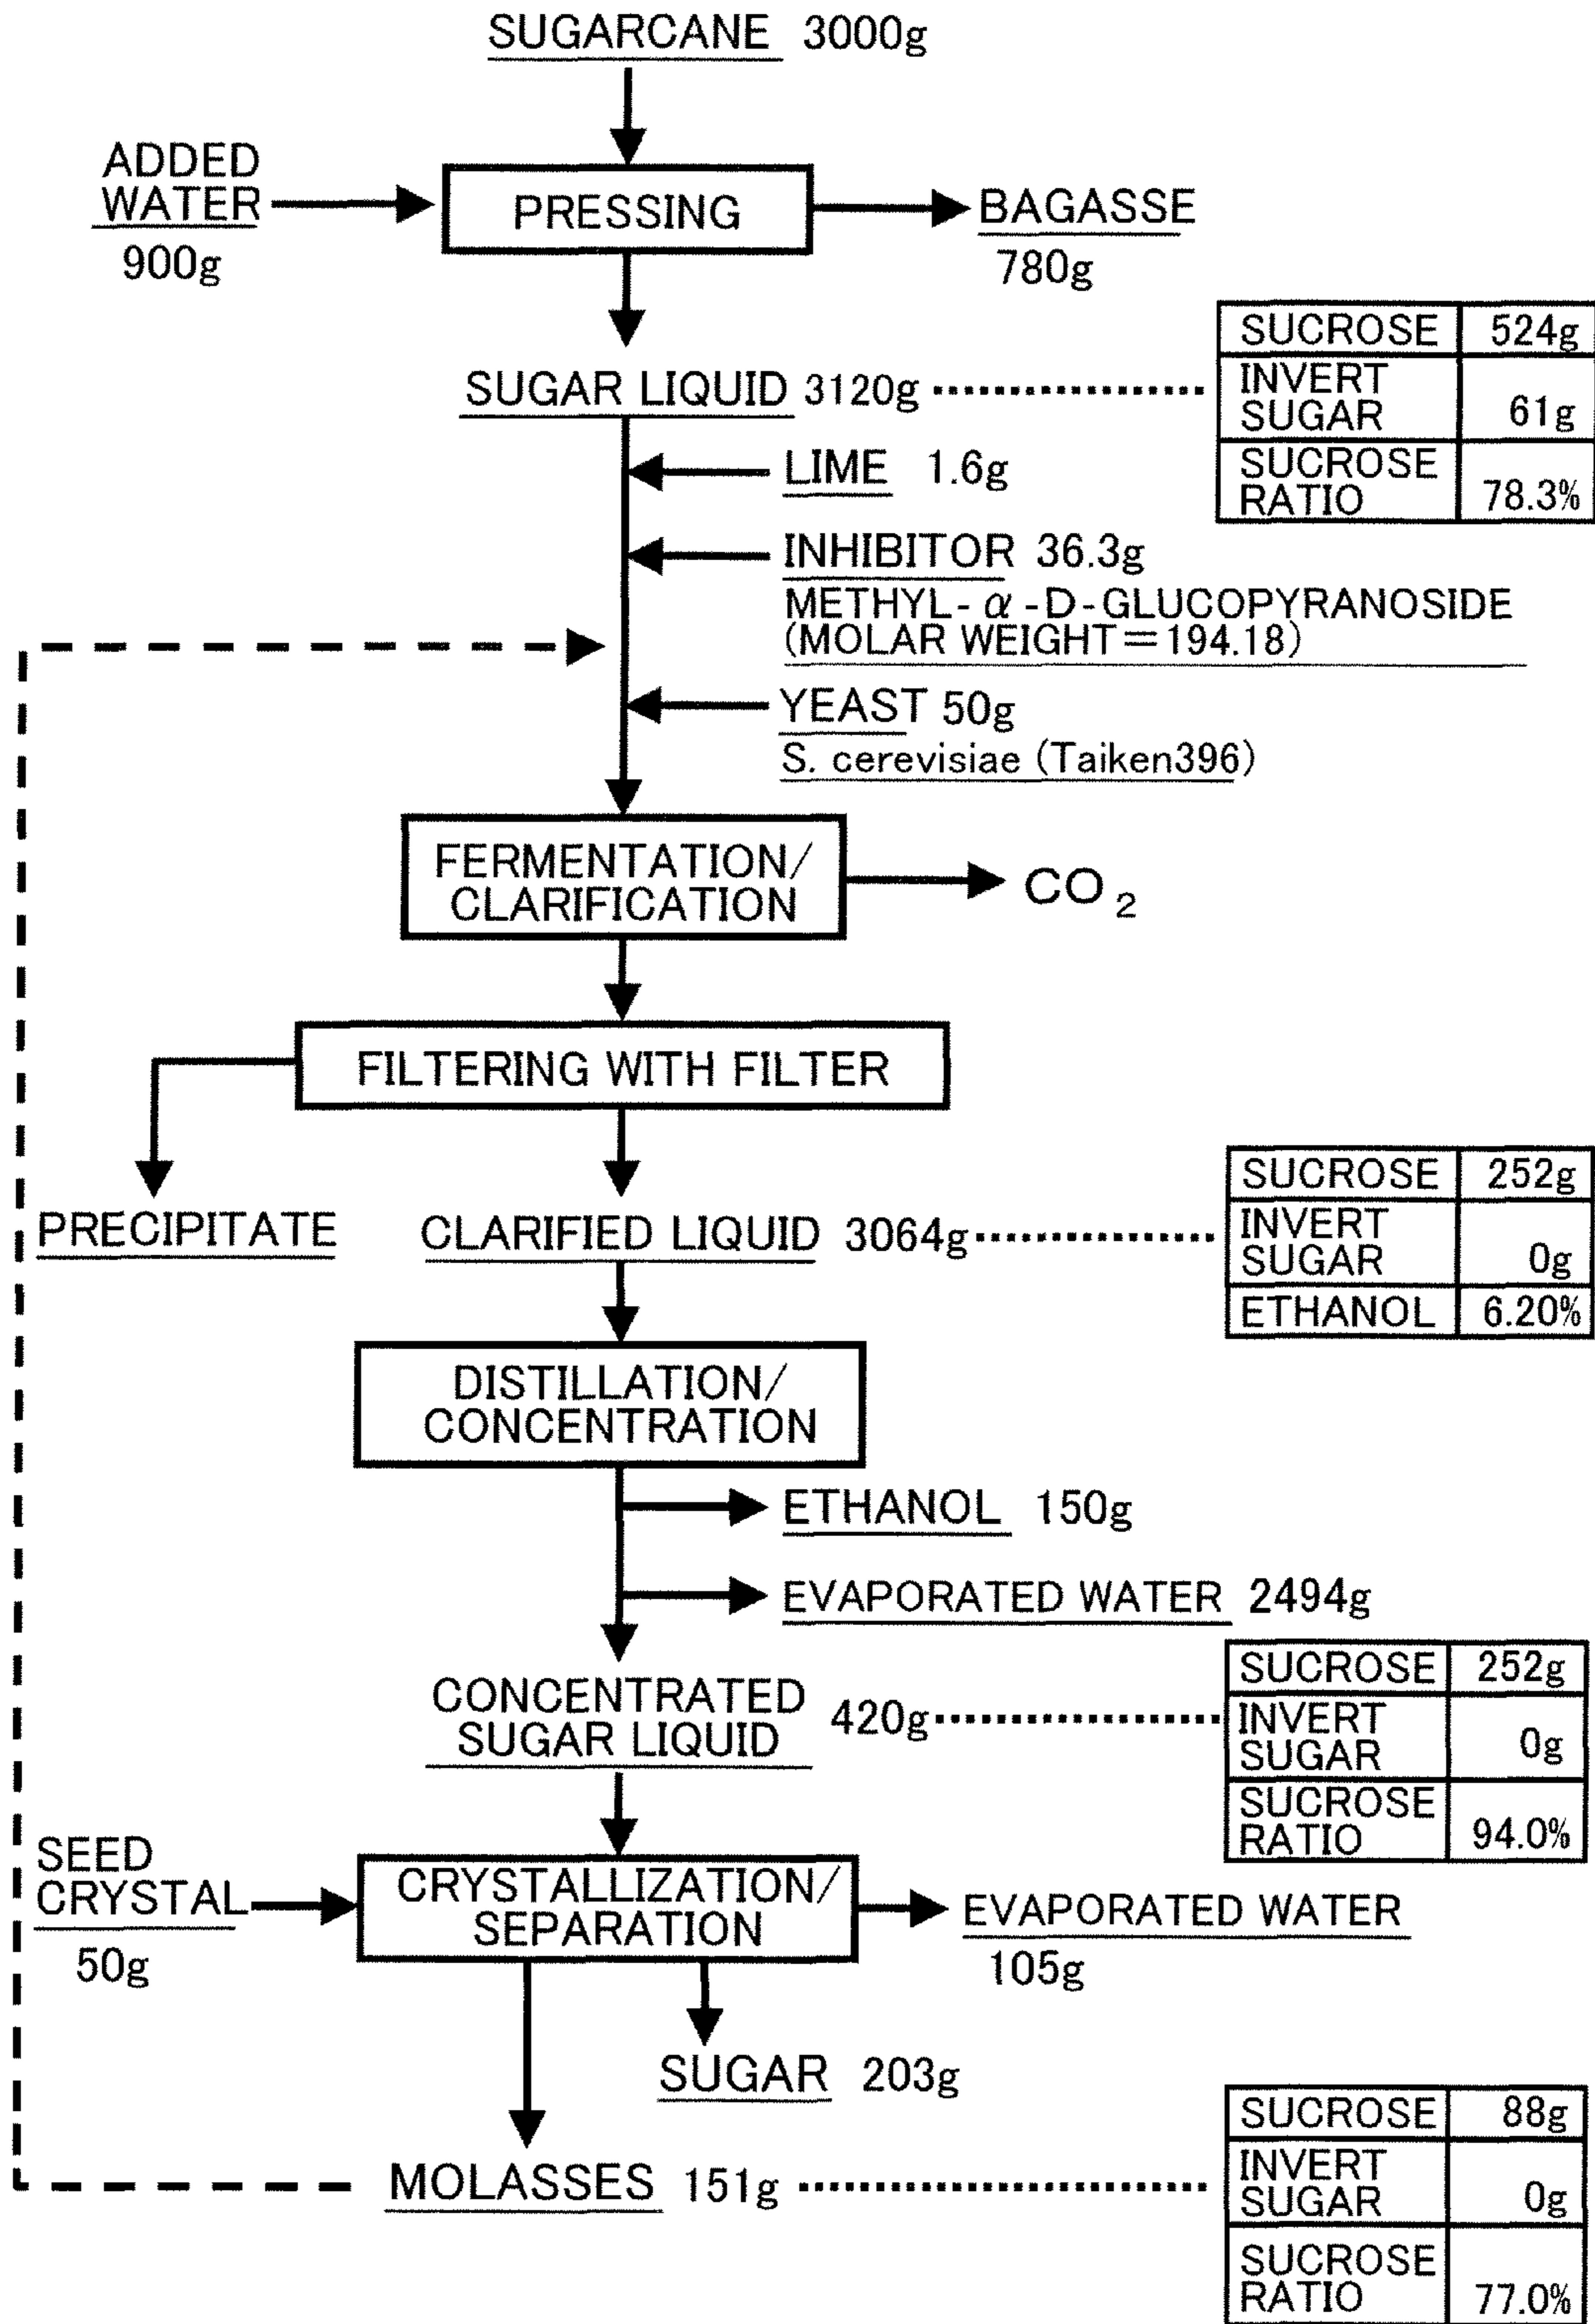 SUGARCANE 3000g
ADDED
WATER
900g
PRESSING
BAGASSE
780g
SUGAR LIQUID 3120g
SUCROSE 524g
INVERT
SUGAR 61g
SUCROSE
RATIO 78.3%
LIME 1.6g
INHIBITOR 36.3g
METHYL-α-D-GLUCOPYRANOSIDE
(MOLAR WEIGHT=194.18)
YEAST 50g
S. cerevisiae (Taiken396)
FERMENTATION/
CLARIFICATION
CO2
FILTERING WITH FILTER
PRECIPITATE
CLARIFIED LIQUID 3064g
SUCROSE 252g
INVERT
SUGAR 0g
ETHANOL 6.20%
DISTILLATION/
CONCENTRATION
ETHANOL 150g
EVAPORATED WATER 2494g
CONCENTRATED
SUGAR LIQUID 420g
SUCROSE 252g
INVERT
SUGAR 0g
SUCROSE
RATIO 94.0%
SEED
CRYSTAL
50g
CRYSTALLIZATION/
SEPARATION
EVAPORATED WATER
105g
SUGAR 203g
MOLASSES 151g
SUCROSE 88g
INVERT
SUGAR 0g
SUCROSE
RATIO 77.0%